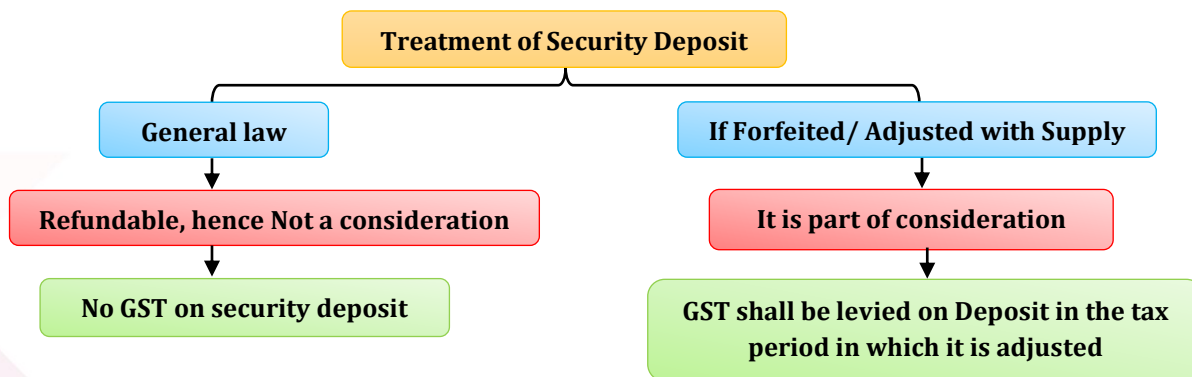 Treatment of Security Deposit
General law
If Forfeited/ Adjusted with Supply
Refundable, hence Not a consideration
It is part of consideration
No GST on security deposit
GST shall be levied on Deposit in the tax
period in which it is adjusted